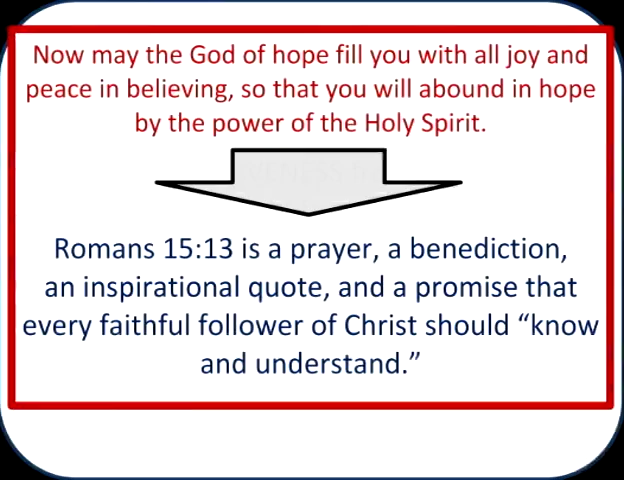 Now may the God of hope fill you with all joy and
peace in believing, so that you will abound in hope
by the power of the Holy Spirit.
Romans 15:13 is a prayer, a benediction,
an inspirational quote, and a promise that
every faithful follower of Christ should “know
and understand.”